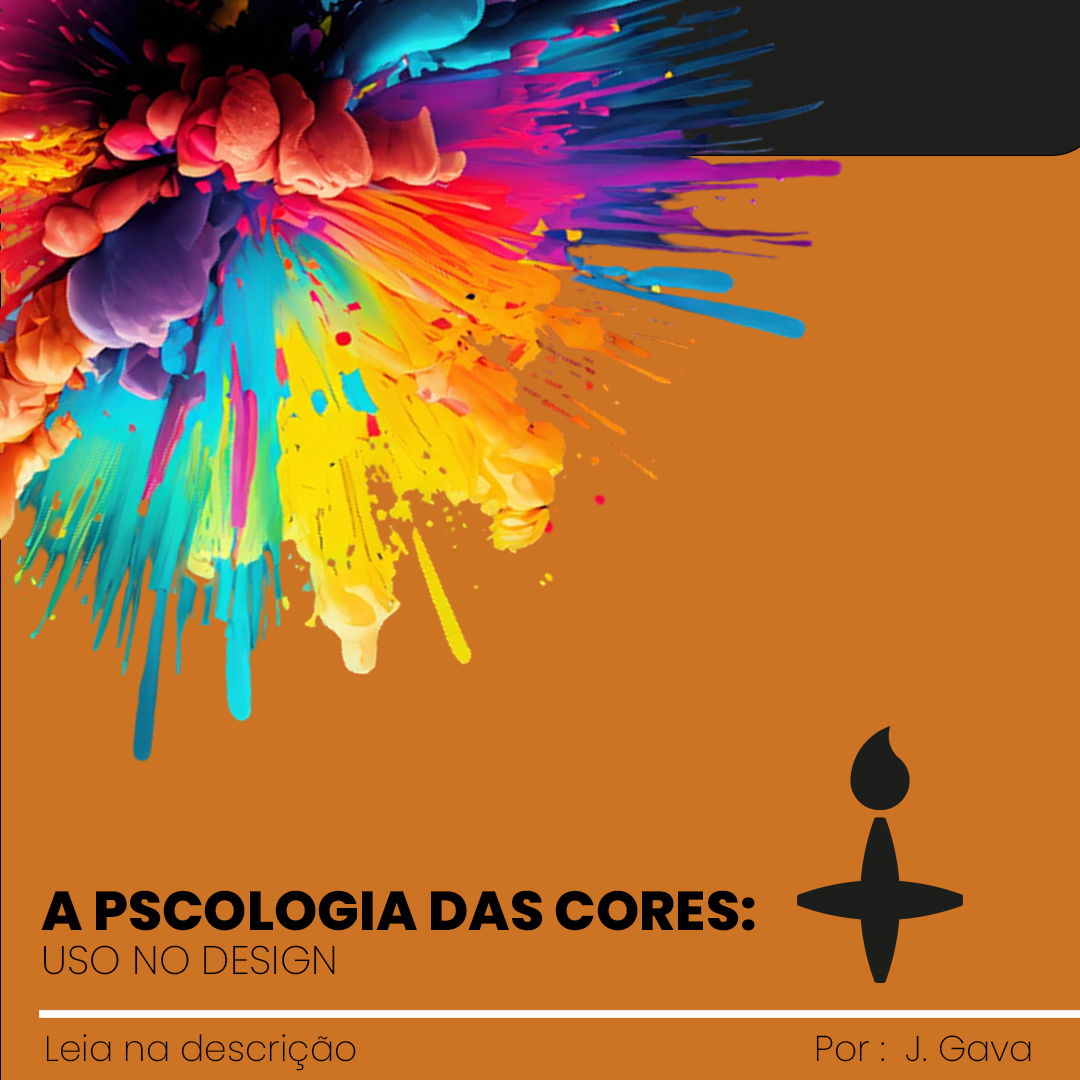 A PSCOLOGIA DAS CORES:
USO NO DESIGN
Leia na descrição
Por : J. Gava